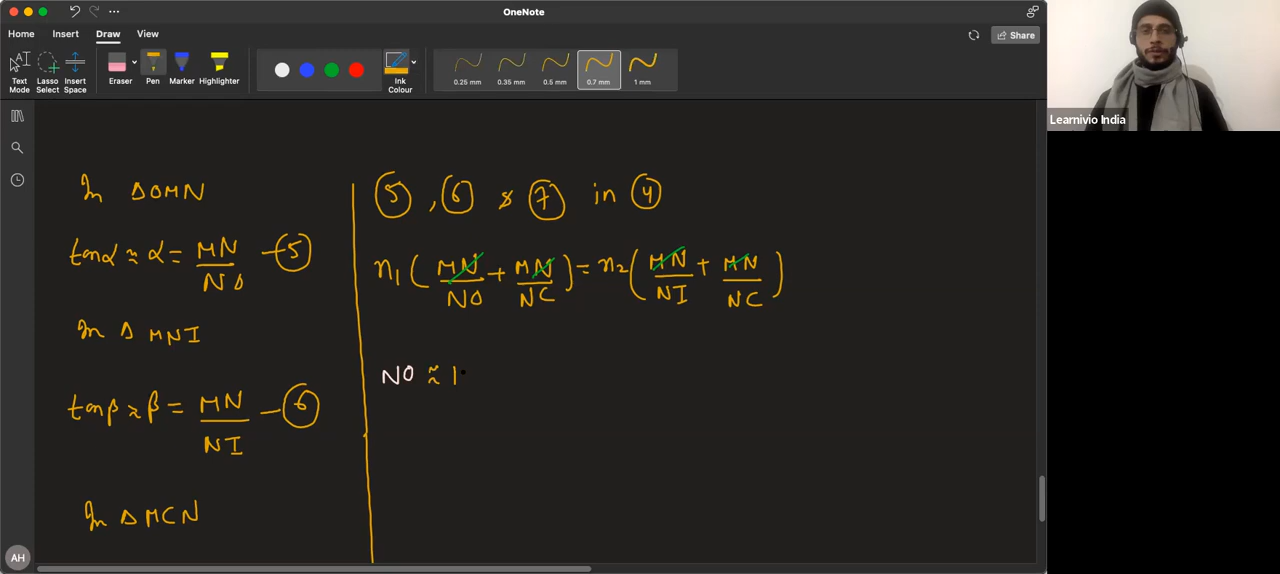 OneNote
Home Insert Draw View
Share
Text Mode
Lasso Select
Insert Space
Eraser
Pen
Marker
Highlighter
Ink Colour
0.25 mm
0.35 mm
0.5 mm
0.7 mm
1 mm
Learnivio India
In ΔOMN
tanα ≈ α = MN/NO — 5
In Δ MNI
tanβ ≈ β = MN/NI — 6
In Δ MCN
5 , 6 & 7 in 4
n₁ ( MN/NO + MN/NC ) = n₂ ( MN/NI + MN/NC )
NO ≈
AH